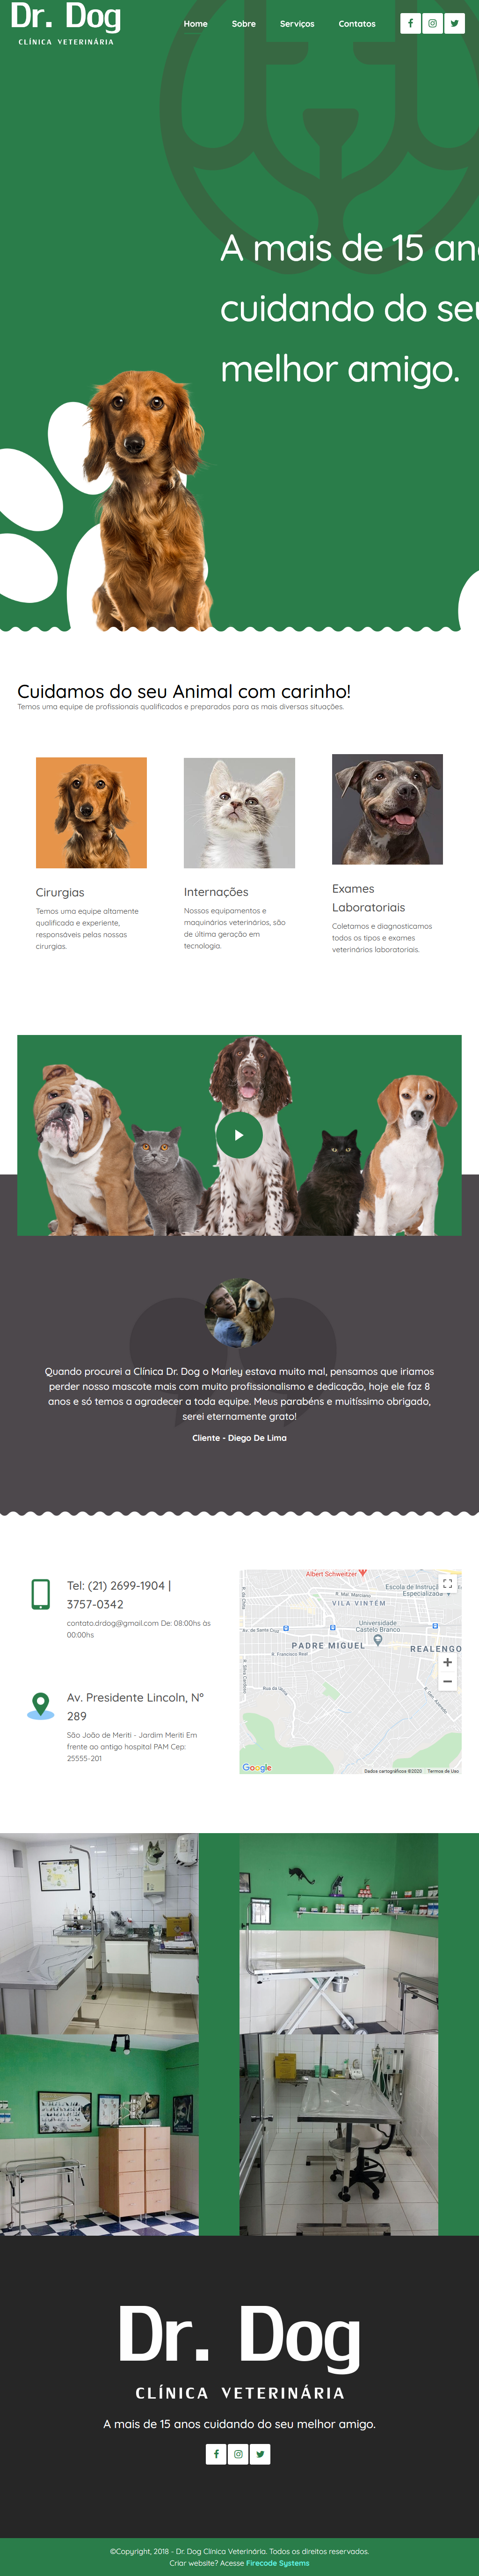 Dr. Dog
CLÍNICA VETERINÁRIA
Home
Sobre
Serviços
Contatos
A mais de 15 an
cuidando do se
melhor amigo.
Cuidamos do seu Animal com carinho!
Temos uma equipe de profissionais qualificados e preparados para as mais diversas situações.
Cirurgias
Temos uma equipe altamente
qualificada e experiente,
responsáveis pelas nossas
cirurgias.
Internações
Nossos equipamentos e
maquinários veterinários, são
de última geração em
tecnologia.
Exames
Laboratoriais
Coletamos e diagnosticamos
todos os tipos e exames
veterinários laboratoriais.
Quando procurei a Clínica Dr. Dog o Marley estava muito mal, pensamos que iríamos
perder nosso mascote mais com muito profissionalismo e dedicação, hoje ele faz 8
anos e só temos a agradecer a toda equipe. Meus parabéns e muitíssimo obrigado,
serei eternamente grato!
Cliente - Diego De Lima
Tel: (21) 2699-1904 |
3757-0342
contato.drdog@gmail.com De: 08:00hs às
00:00hs
Av. Presidente Lincoln, Nº
289
São João de Meriti - Jardim Meriti Em
frente ao antigo hospital PAM Cep:
25555-201
Albert Schweitzer
Escola de Instruç
Especializada
R. Mal. Marciano
VILA VINTÉM
Universidade
Castelo Branco
Av. de Santa Cruz
PADRE MIGUEL
REALENGO
R. Francisco Real
Google
Dados cartográficos ©2020
Termos de Uso
Dr. Dog
CLÍNICA VETERINÁRIA
A mais de 15 anos cuidando do seu melhor amigo.
©Copyright, 2018 - Dr. Dog Clínica Veterinária. Todos os direitos reservados.
Criar website? Acesse Firecode Systems